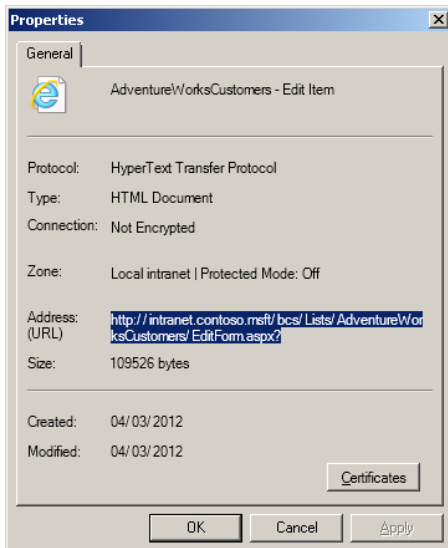 Properties
General
AdventureWorksCustomers - Edit Item
Protocol: HyperText Transfer Protocol
Type: HTML Document
Connection: Not Encrypted
Zone: Local intranet | Protected Mode: Off
Address: http://intranet.contoso.msft/bcs/Lists/AdventureWor
(URL) ksCustomers/EditForm.aspx?
Size: 109526 bytes
Created: 04/03/2012
Modified: 04/03/2012
Certificates
OK Cancel Apply